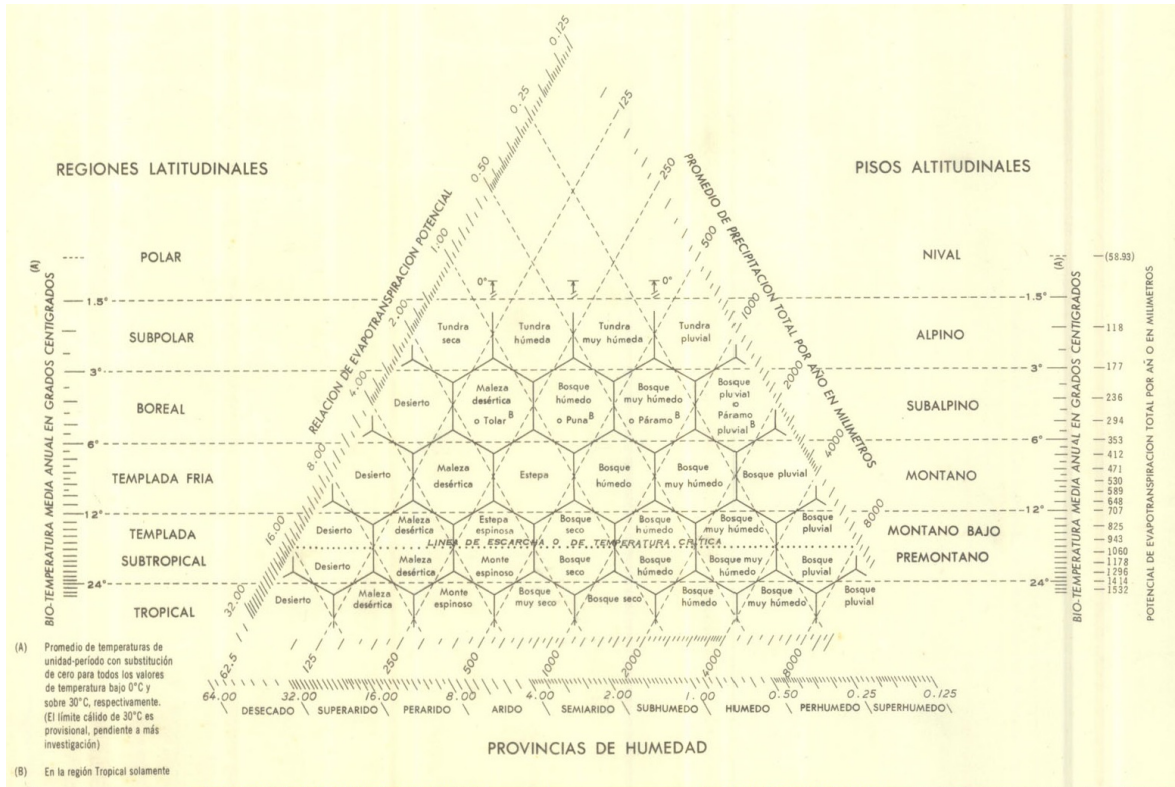 REGIONES LATITUDINALES
PISOS ALTITUDINALES
RELACION DE EVAPOTRANSPIRACION POTENCIAL
0.125
0.25
0.50
1.00
2.00
4.00
8.00
16.00
32.00
PROMEDIO DE PRECIPITACION TOTAL POR AÑO EN MILIMETROS
125
250
500
1000
2000
4000
8000
(A)
BIO-TEMPERATURA MEDIA ANUAL EN GRADOS CENTIGRADOS
POLAR
1.5°
SUBPOLAR
3°
BOREAL
6°
TEMPLADA FRIA
12°
TEMPLADA
SUBTROPICAL
24°
TROPICAL
0°
0°
Tundra seca
Tundra húmeda
Tundra muy húmeda
Tundra pluvial
Desierto
Maleza desértica o Tolar B
Bosque húmedo o Puna B
Bosque muy húmedo o Páramo B
Bosque pluvial o Páramo pluvial B
Desierto
Maleza desértica
Estepa
Bosque húmedo
Bosque muy húmedo
Bosque pluvial
Desierto
Maleza desértica
Estepa espinosa
Bosque seco
Bosque humedo
Bosque muy húmedo
Bosque pluvial
LINEA DE ESCARCHA O DE TEMPERATURA CRITICA
Desierto
Maleza desértica
Monte espinoso
Bosque seco
Bosque húmedo
Bosque muy húmedo
Bosque pluvial
Desierto
Maleza desértica
Monte espinoso
Bosque muy seco
Bosque seco
Bosque húmedo
Bosque muy húmedo
Bosque pluvial
NIVAL
1.5°
ALPINO
3°
SUBALPINO
6°
MONTANO
12°
MONTANO BAJO
PREMONTANO
24°
(A)
BIO-TEMPERATURA MEDIA ANUAL EN GRADOS CENTIGRADOS
(58.93)
118
177
236
294
353
412
471
530
589
648
707
825
943
1060
1178
1296
1414
1532
POTENCIAL DE EVAPOTRANSPIRACION TOTAL POR AÑ O EN MILIMETROS
62.5
125
250
500
1000
2000
4000
8000
64.00 32.00 16.00 8.00 4.00 2.00 1.00 0.50 0.25 0.125
DESECADO SUPERARIDO PERARIDO ARIDO SEMIARIDO SUBHUMEDO HUMEDO PERHUMEDO SUPERHUMEDO
PROVINCIAS DE HUMEDAD
(A) Promedio de temperaturas de
unidad-período con substitución
de cero para todos los valores
de temperatura bajo 0°C y
sobre 30°C, respectivamente.
(El límite cálido de 30°C es
provisional, pendiente a más
investigación)
(B) En la región Tropical solamente